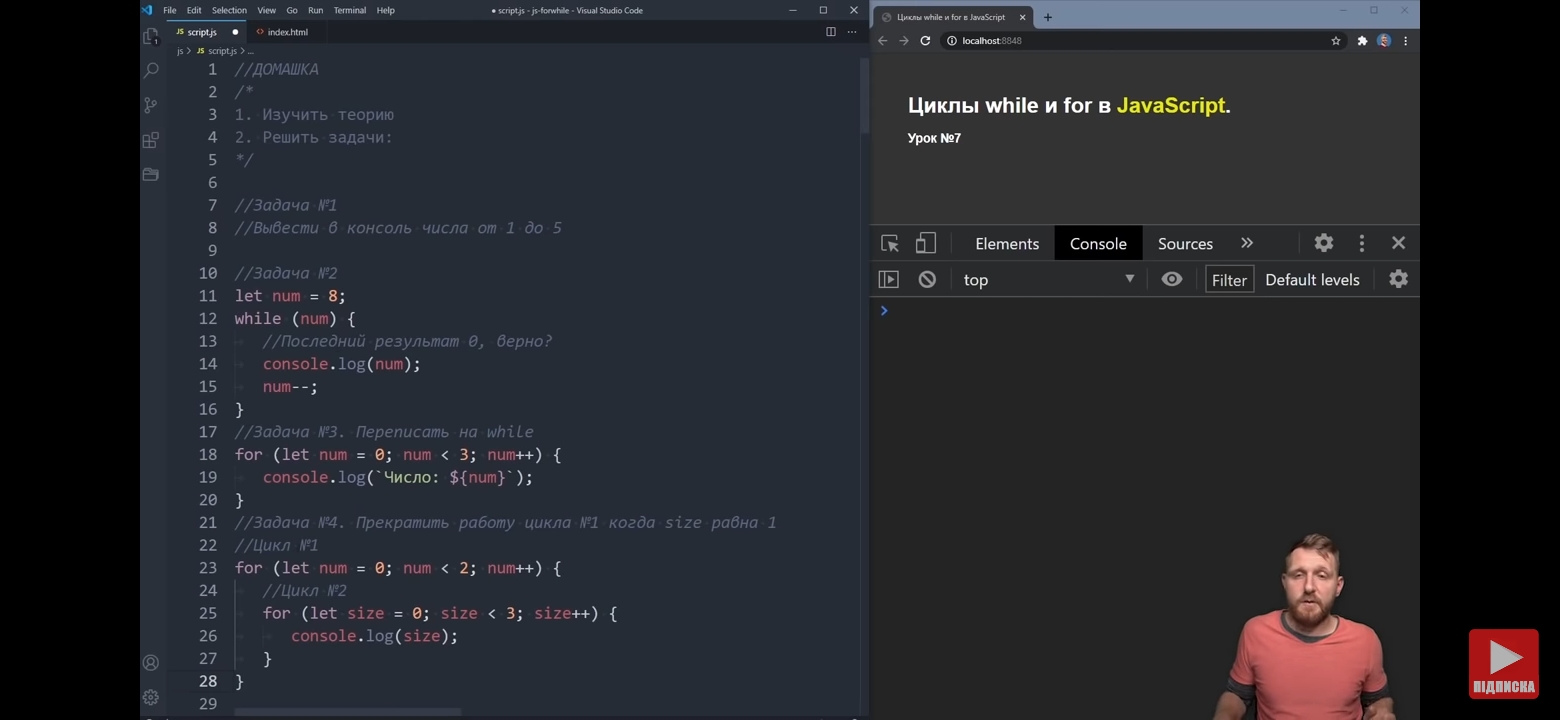 File Edit Selection View Go Run Terminal Help
● script.js - js-forwhile - Visual Studio Code
JS script.js ●
<> index.html
js > JS script.js > ...
1 //ДОМАШКА
2 /*
3 1. Изучить теорию
4 2. Решить задачи:
5 */
6
7 //Задача №1
8 //Вывести в консоль числа от 1 до 5
9
10 //Задача №2
11 let num = 8;
12 while (num) {
13 //Последний результат 0, верно?
14 console.log(num);
15 num--;
16 }
17 //Задача №3. Переписать на while
18 for (let num = 0; num < 3; num++) {
19 console.log(`Число: ${num}`);
20 }
21 //Задача №4. Прекратить работу цикла №1 когда size равна 1
22 //Цикл №1
23 for (let num = 0; num < 2; num++) {
24 //Цикл №2
25 for (let size = 0; size < 3; size++) {
26 console.log(size);
27 }
28 }
29
Циклы while и for в JavaScript
localhost:8848
Циклы while и for в JavaScript.
Урок №7
Elements Console Sources »
top Filter Default levels
ПІДПИСКА